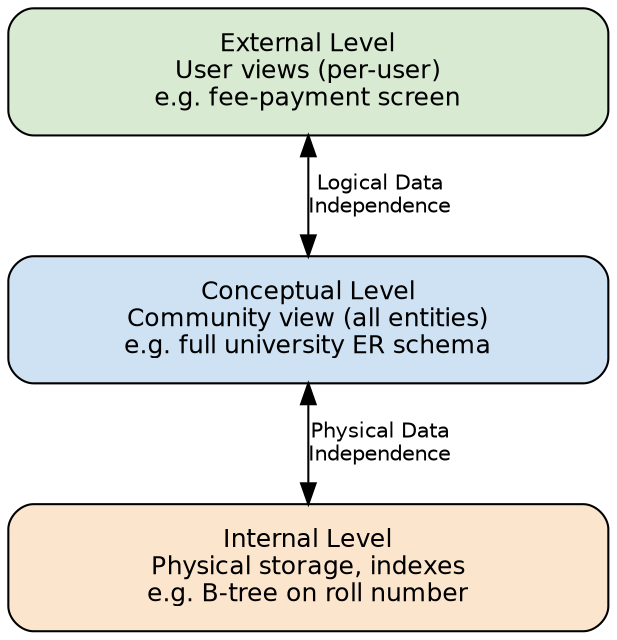 External Level
User views (per-user)
e.g. fee-payment screen
Logical Data
Independence
Conceptual Level
Community view (all entities)
e.g. full university ER schema
Physical Data
Independence
Internal Level
Physical storage, indexes
e.g. B-tree on roll number